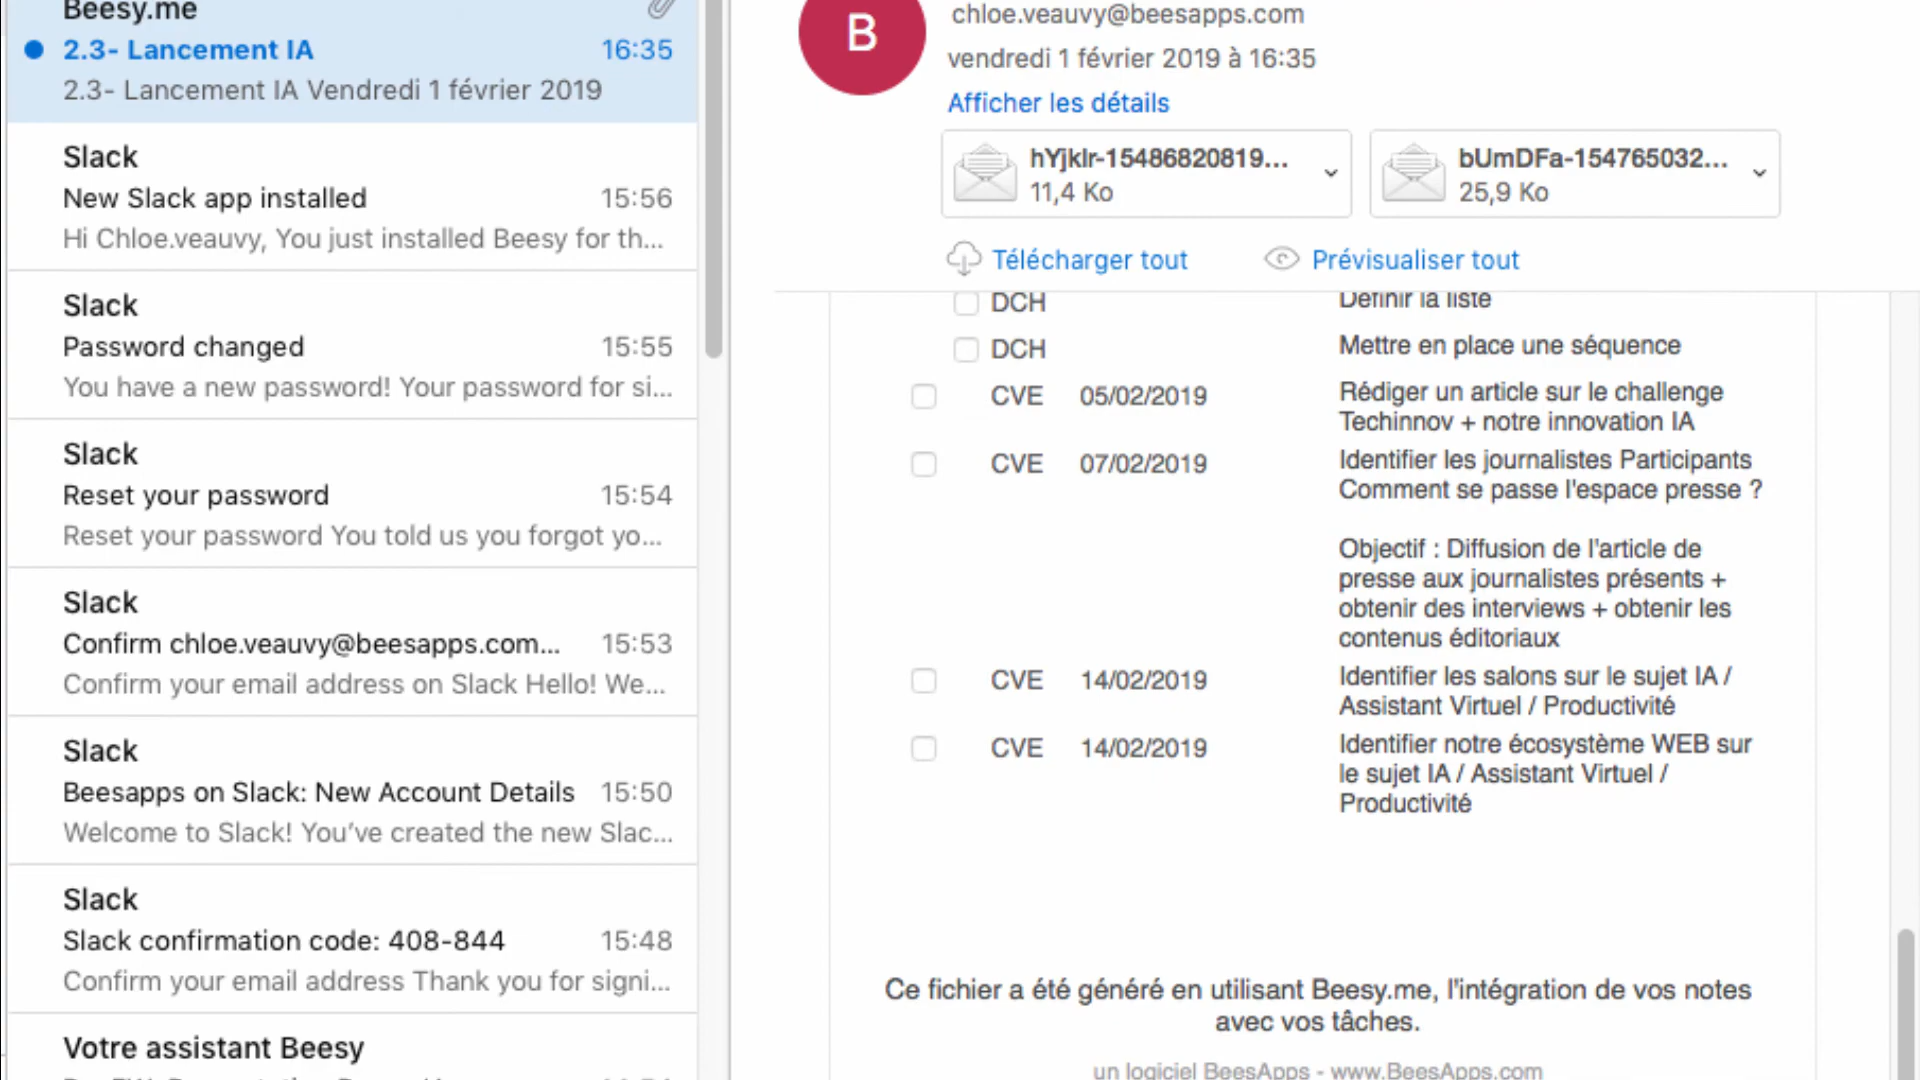 Beesy.me
2.3- Lancement IA 16:35
2.3- Lancement IA Vendredi 1 février 2019
Slack
New Slack app installed 15:56
Hi Chloe.veauvy, You just installed Beesy for th...
Slack
Password changed 15:55
You have a new password! Your password for si...
Slack
Reset your password 15:54
Reset your password You told us you forgot yo...
Slack
Confirm chloe.veauvy@beesapps.com... 15:53
Confirm your email address on Slack Hello! We...
Slack
Beesapps on Slack: New Account Details 15:50
Welcome to Slack! You've created the new Slac...
Slack
Slack confirmation code: 408-844 15:48
Confirm your email address Thank you for signi...
Votre assistant Beesy
B
chloe.veauvy@beesapps.com
vendredi 1 février 2019 à 16:35
Afficher les détails
hYjklr-15486820819... bUmDFa-154765032...
11,4 Ko 25,9 Ko
Télécharger tout Prévisualiser tout
DCH Définir la liste
DCH Mettre en place une séquence
CVE 05/02/2019 Rédiger un article sur le challenge
Techinnov + notre innovation IA
CVE 07/02/2019 Identifier les journalistes Participants
Comment se passe l'espace presse ?
Objectif : Diffusion de l'article de
presse aux journalistes présents +
obtenir des interviews + obtenir les
contenus éditoriaux
CVE 14/02/2019 Identifier les salons sur le sujet IA /
Assistant Virtuel / Productivité
CVE 14/02/2019 Identifier notre écosystème WEB sur
le sujet IA / Assistant Virtuel /
Productivité
Ce fichier a été généré en utilisant Beesy.me, l'intégration de vos notes
avec vos tâches.
un logiciel BeesApps - www.BeesApps.com